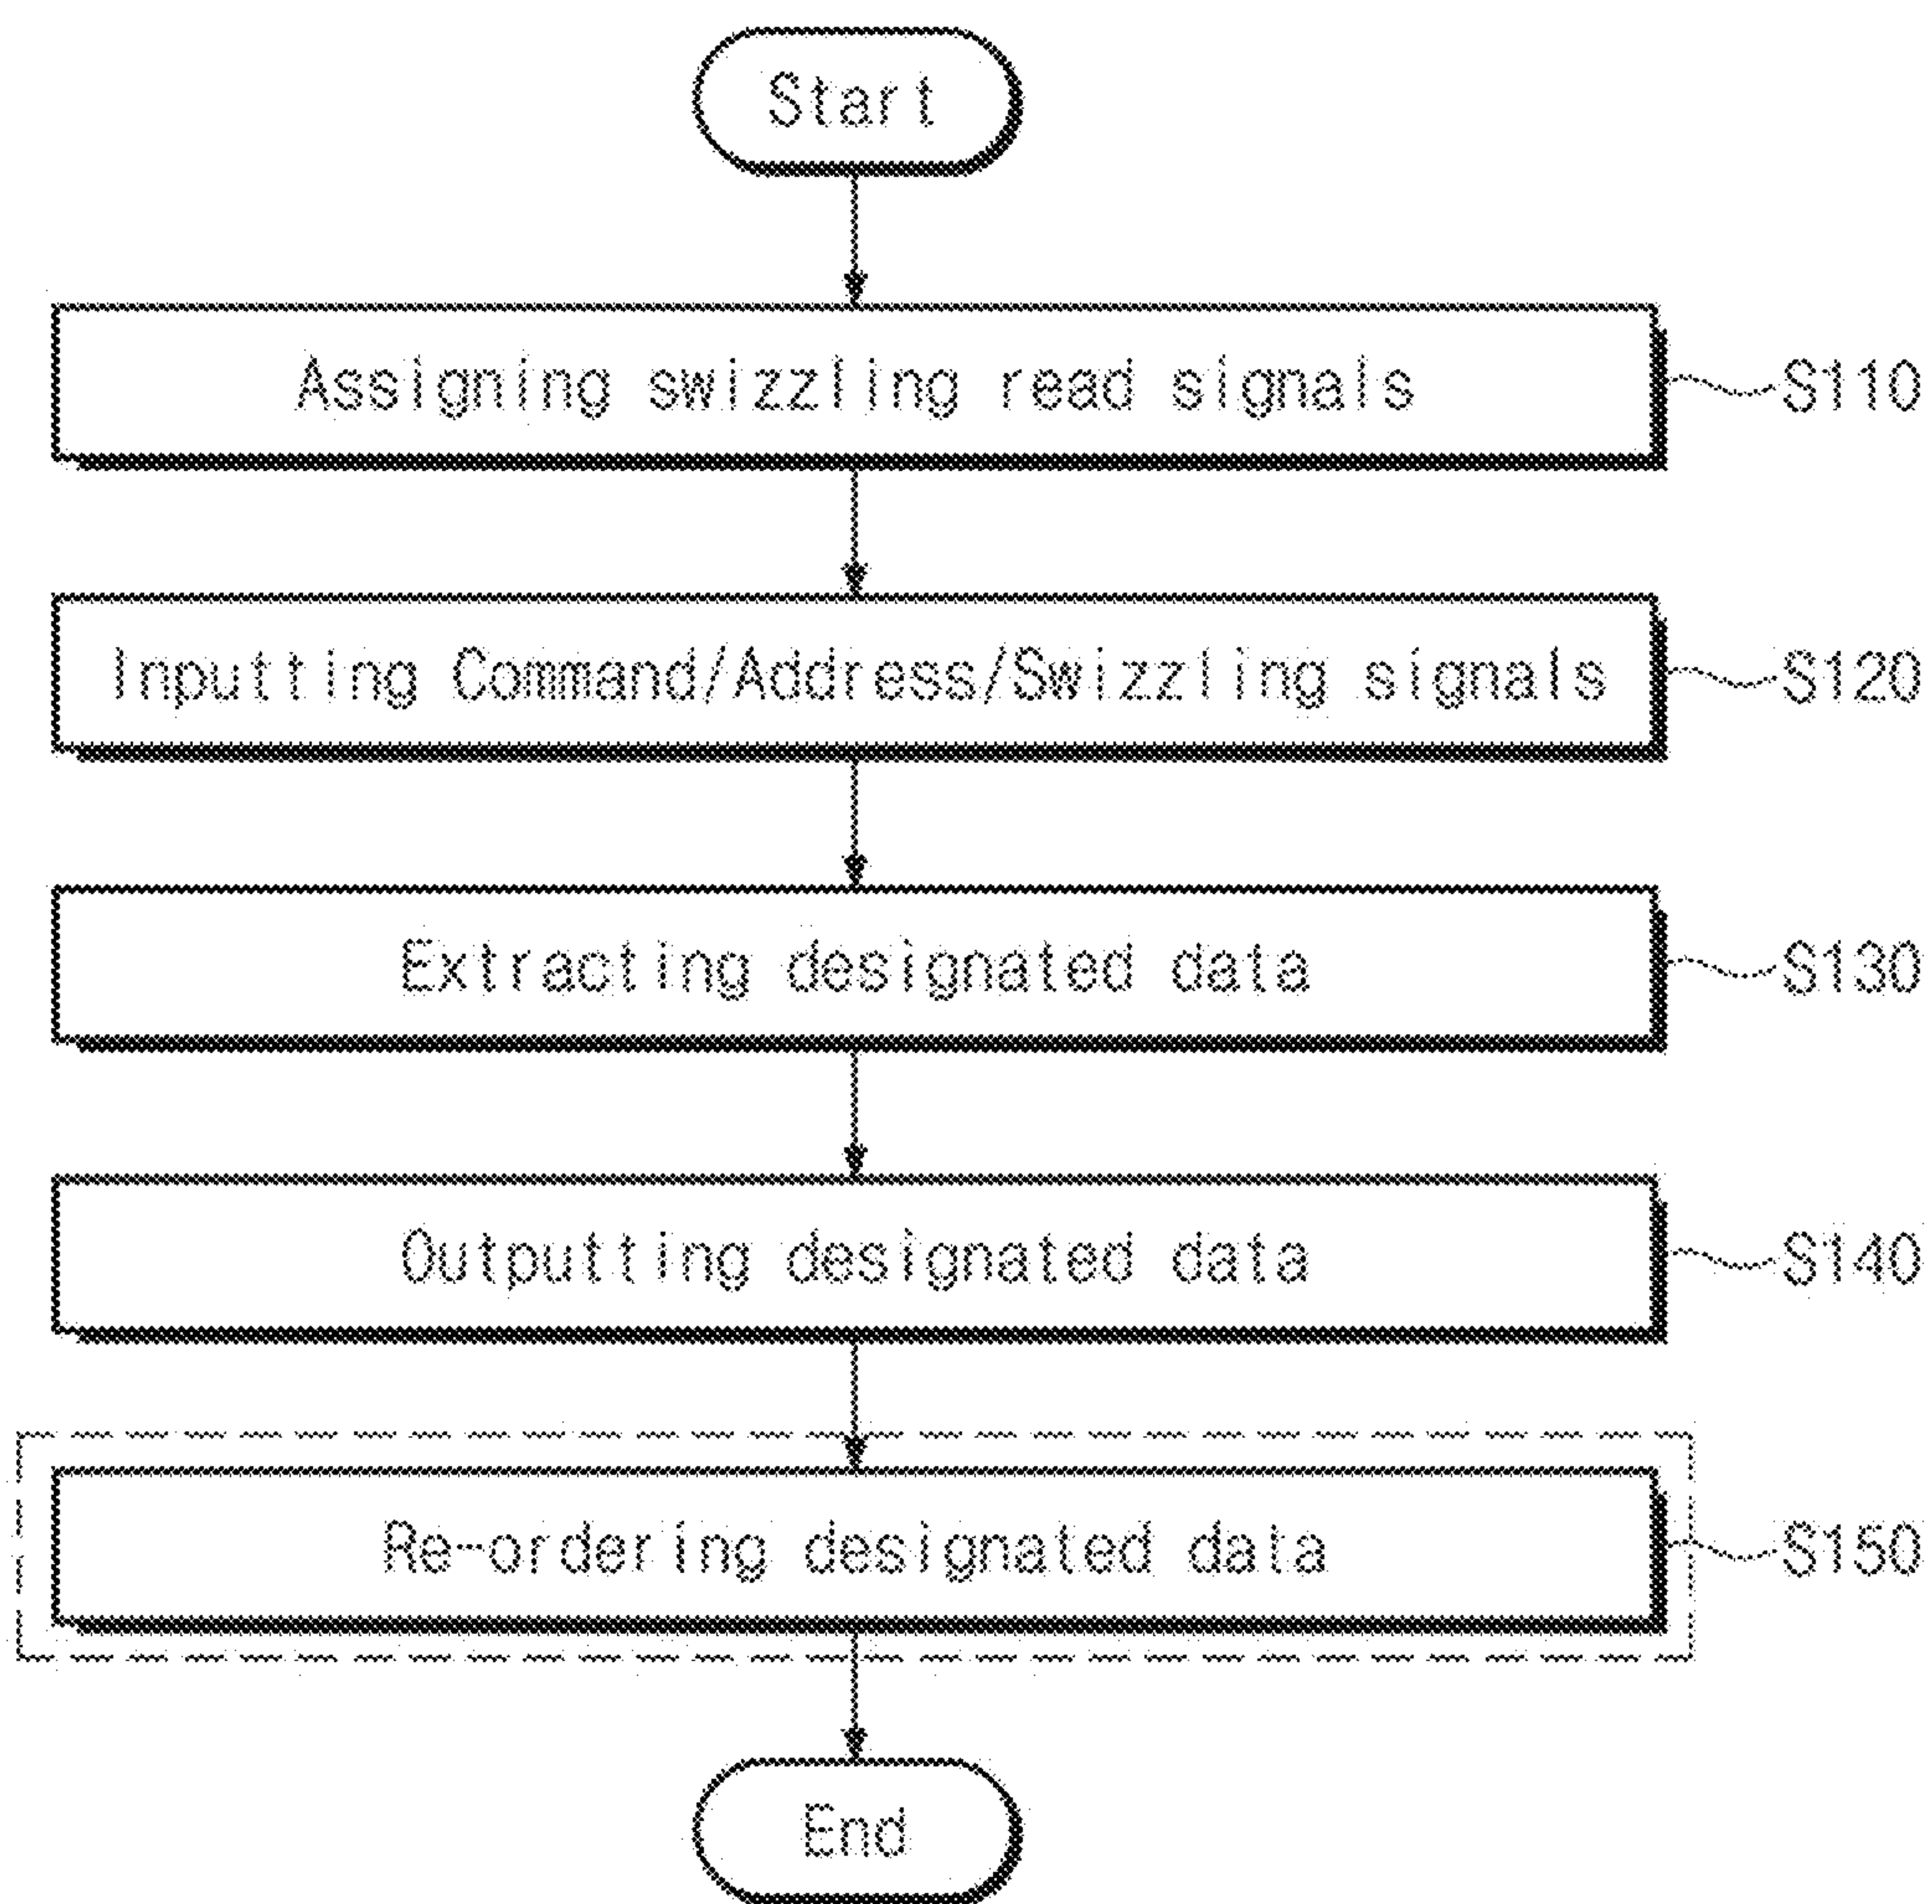 Start
Assigning swizzling read signals
S110
Inputting Command/Address/Swizzling signals
S120
Extracting designated data
S130
Outputting designated data
S140
Re-ordering designated data
S150
End